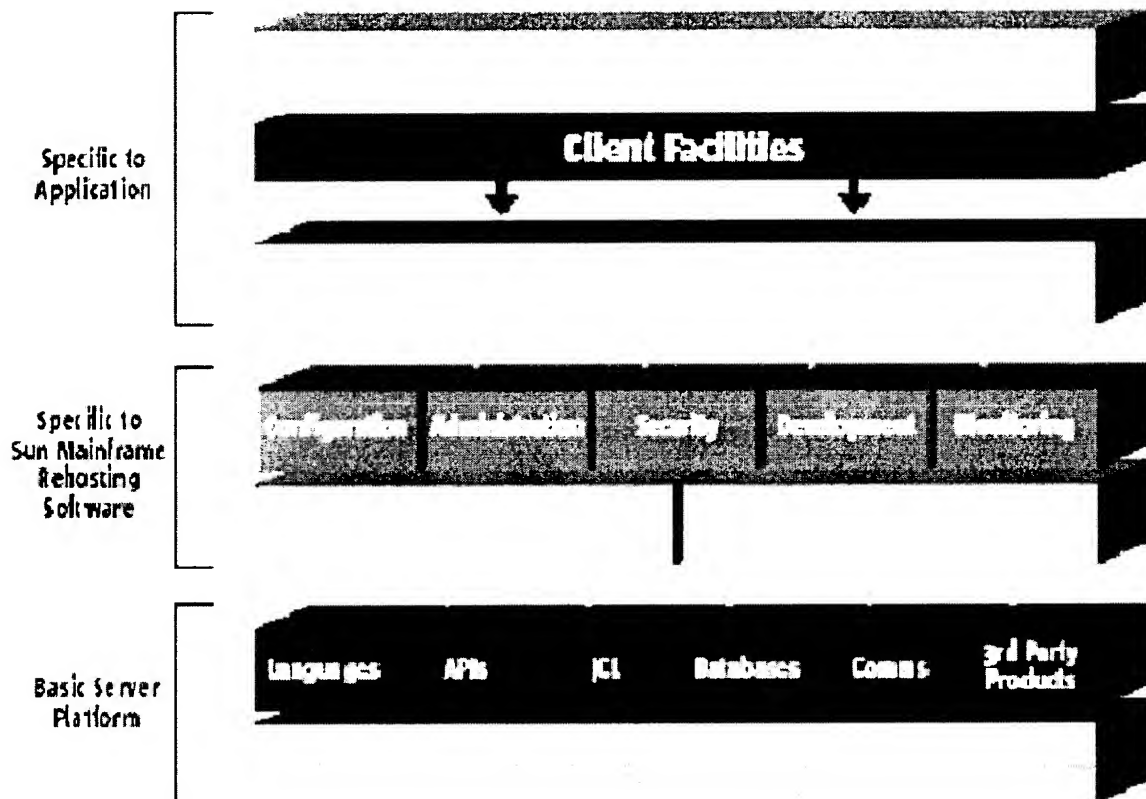 Client Facilities
Specific to
Application
Configuration Administration Security Development Monitoring
Specific to
Sun Mainframe
Rehosting
Software
Languages APIs JCL Databases Comms 3rd Party
Products
Basic Server
Platform